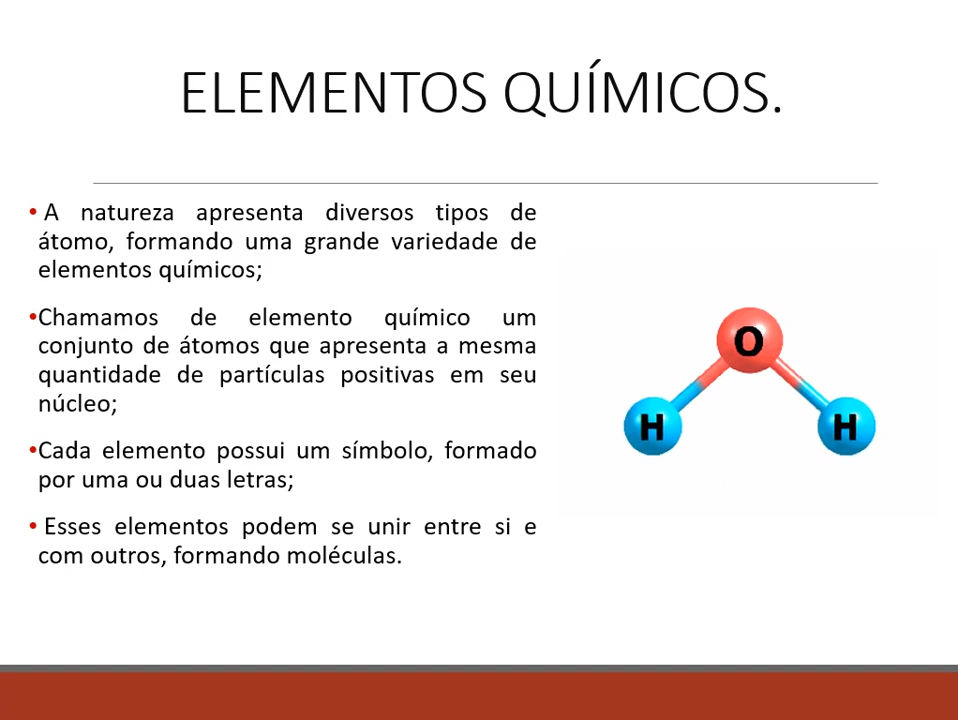 ELEMENTOS QUÍMICOS.
• A natureza apresenta diversos tipos de
átomo, formando uma grande variedade de
elementos químicos;
•Chamamos de elemento químico um
conjunto de átomos que apresenta a mesma
quantidade de partículas positivas em seu
núcleo;
•Cada elemento possui um símbolo, formado
por uma ou duas letras;
• Esses elementos podem se unir entre si e
com outros, formando moléculas.
O
H H